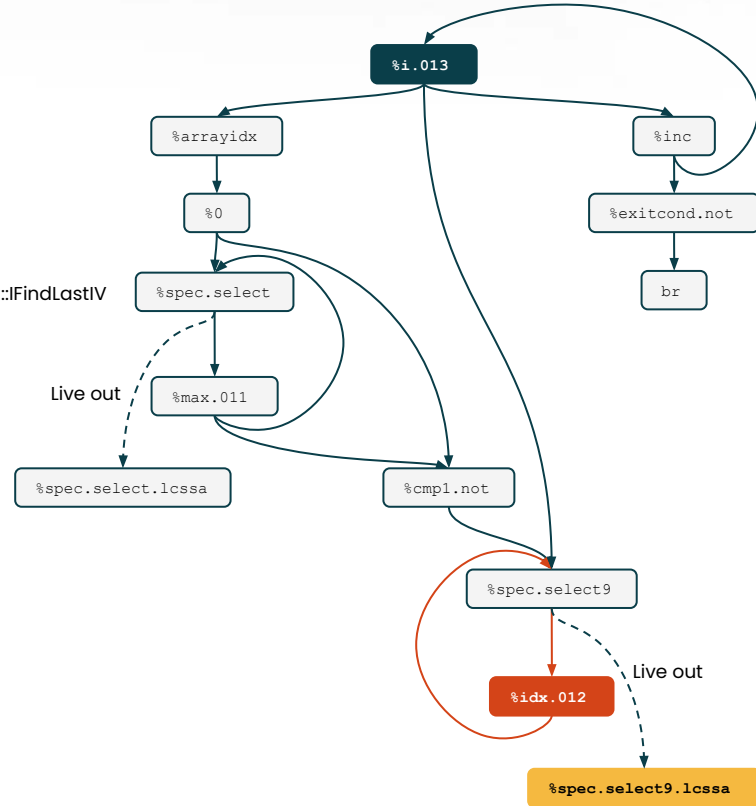 %i.013
%arrayidx
%inc
%0
%exitcond.not
::IFindLastIV
%spec.select
br
Live out
%max.011
%spec.select.lcssa
%cmp1.not
%spec.select9
Live out
%idx.012
%spec.select9.lcssa